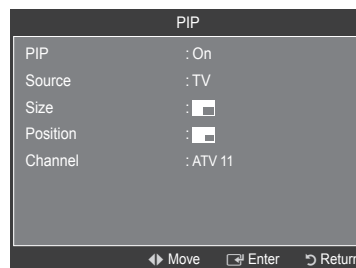 PIP
PIP : On
Source : TV
Size :
Position :
Channel : ATV 11
Move Enter Return